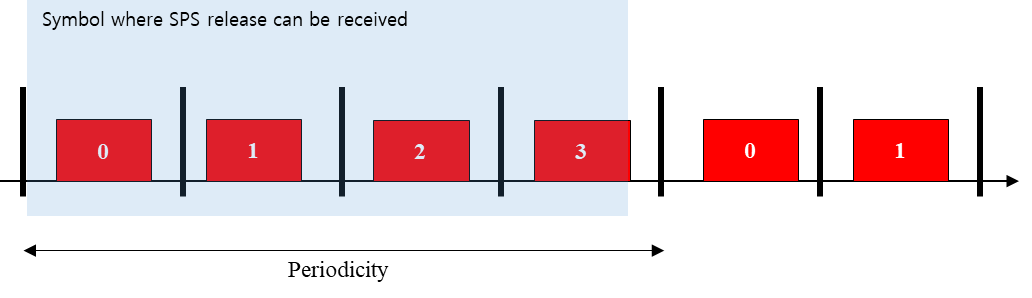 Symbol where SPS release can be received
0 1 2 3 0 1
Periodicity